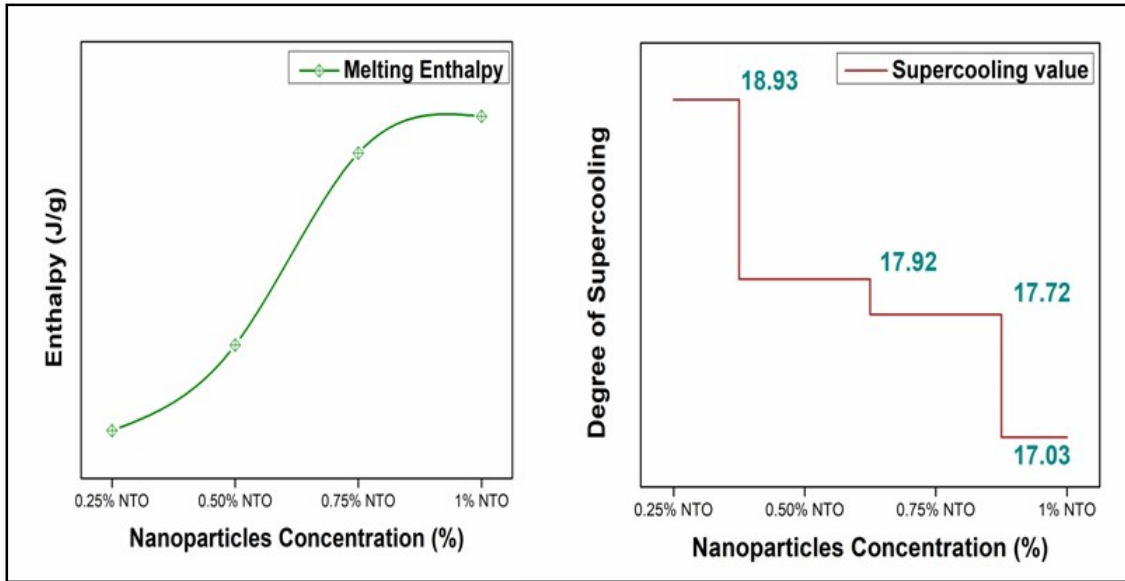 Melting Enthalpy
Enthalpy (J/g)
0.25% NTO
0.50% NTO
0.75% NTO
1% NTO
Nanoparticles Concentration (%)
Supercooling value
18.93
17.92
17.72
17.03
Degree of Supercooling
0.25% NTO
0.50% NTO
0.75% NTO
1% NTO
Nanoparticles Concentration (%)